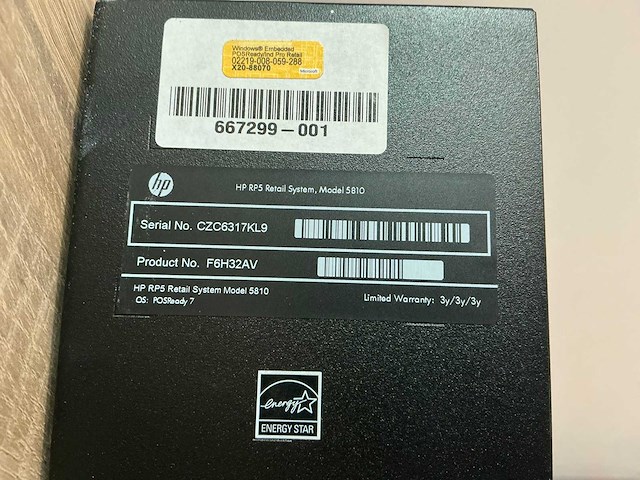 Windows® Embedded
POSReady/Ind Pro Retail
02219-008-059-288
X20-88070
Microsoft
667299-001
hp
HP RP5 Retail System, Model 5810
Serial No. CZC6317KL9
Product No. F6H32AV
HP RP5 Retail System Model 5810
OS: POSReady 7
Limited Warranty: 3y/3y/3y
energy
ENERGY STAR